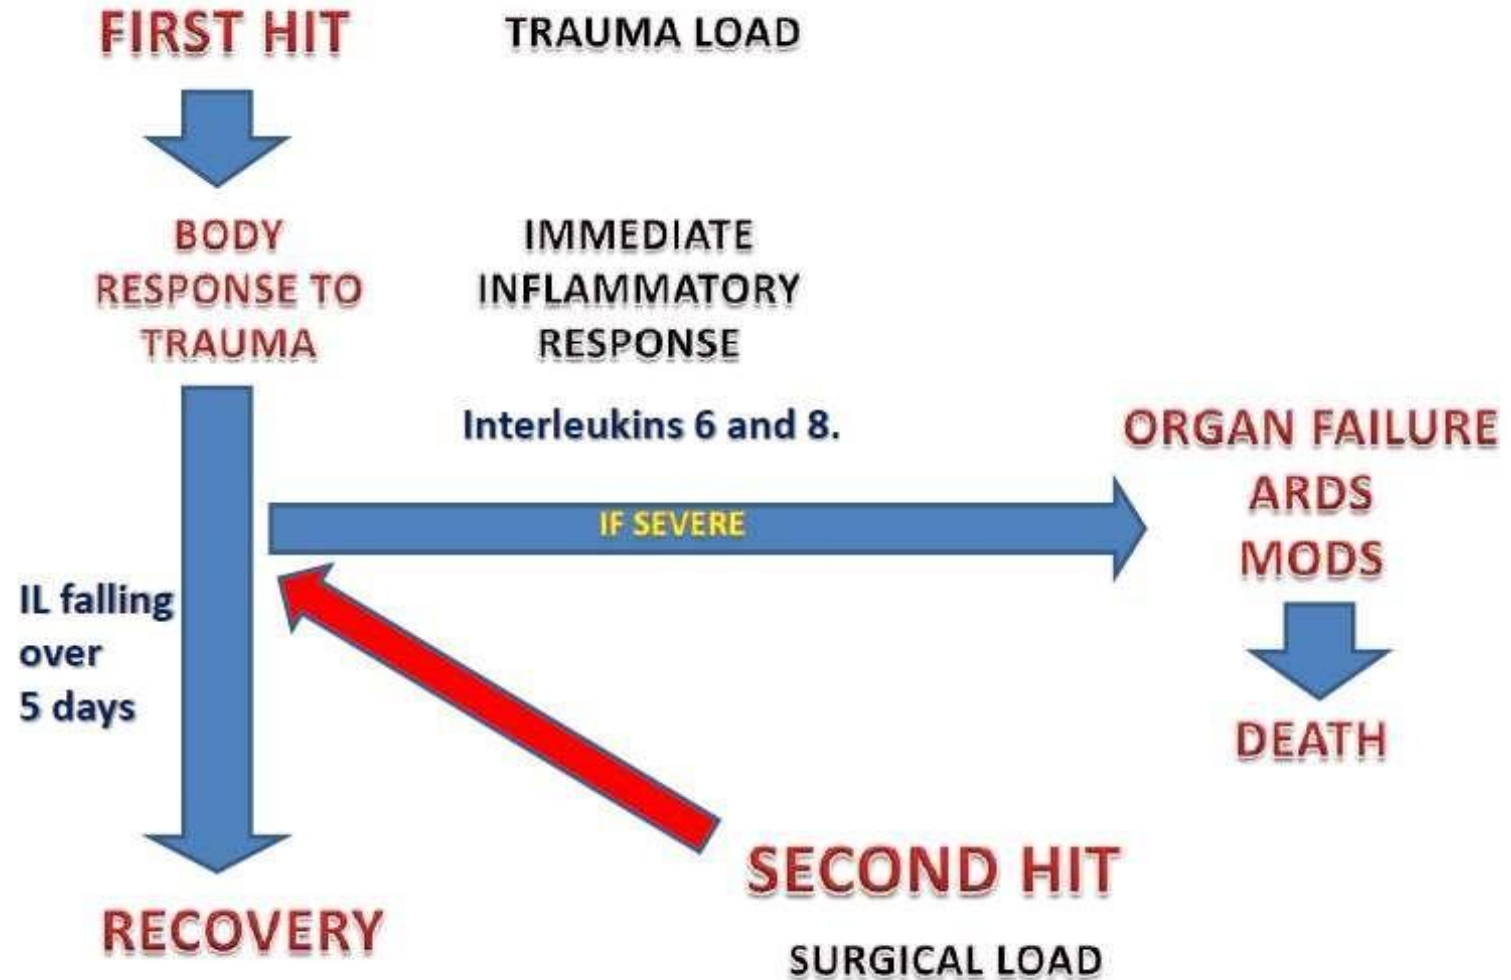 FIRST HIT
TRAUMA LOAD
BODY
RESPONSE TO
TRAUMA
IMMEDIATE
INFLAMMATORY
RESPONSE
Interleukins 6 and 8.
IF SEVERE
ORGAN FAILURE
ARDS
MODS
DEATH
IL falling
over
5 days
SECOND HIT
SURGICAL LOAD
RECOVERY